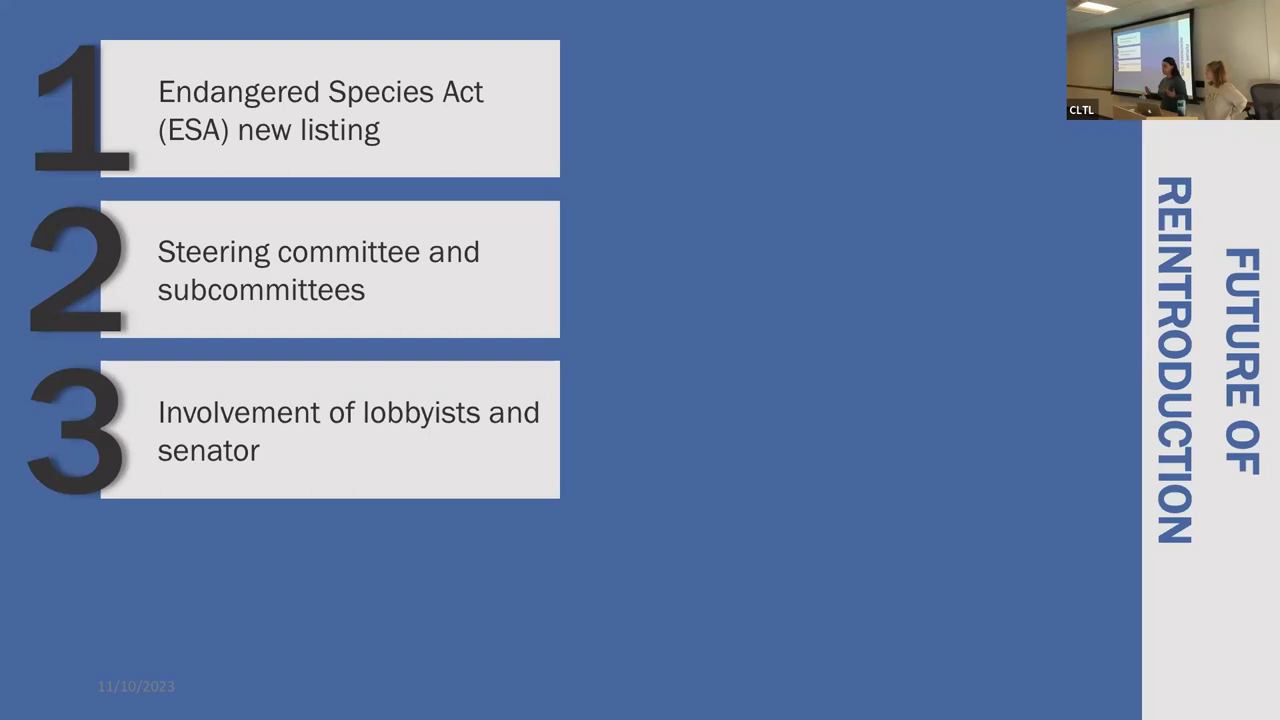 1
Endangered Species Act
(ESA) new listing
2
Steering committee and
subcommittees
3
Involvement of lobbyists and
senator
FUTURE OF
REINTRODUCTION
CLTL
11/10/2023